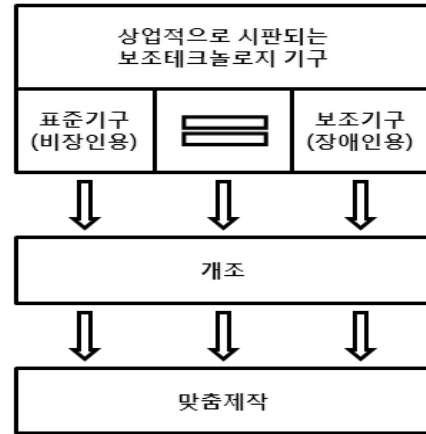 상업적으로 시판되는
보조테크놀로지 기구
표준기구
(비장인용)
보조기구
(장애인용)
개조
맞춤제작